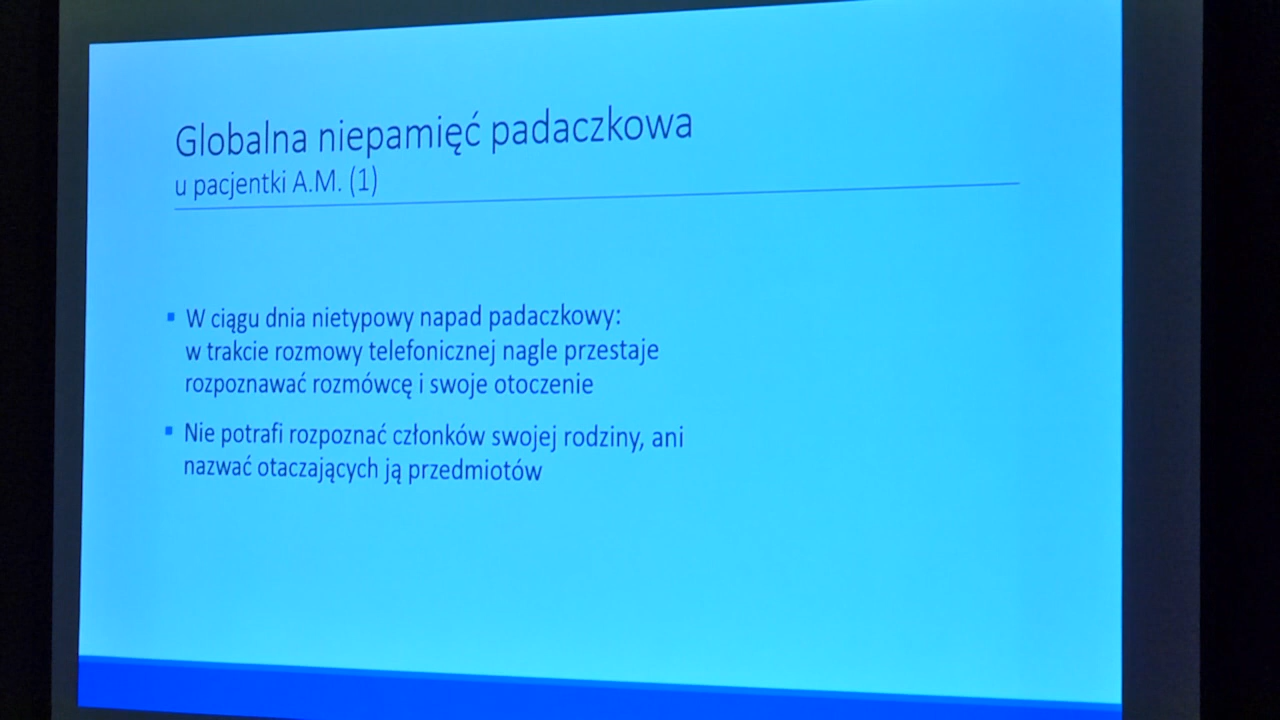 Globalna niepamięć padaczkowa
u pacjentki A.M. (1)
▪ W ciągu dnia nietypowy napad padaczkowy:
w trakcie rozmowy telefonicznej nagle przestaje
rozpoznawać rozmówcę i swoje otoczenie
▪ Nie potrafi rozpoznać członków swojej rodziny, ani
nazwać otaczających ją przedmiotów